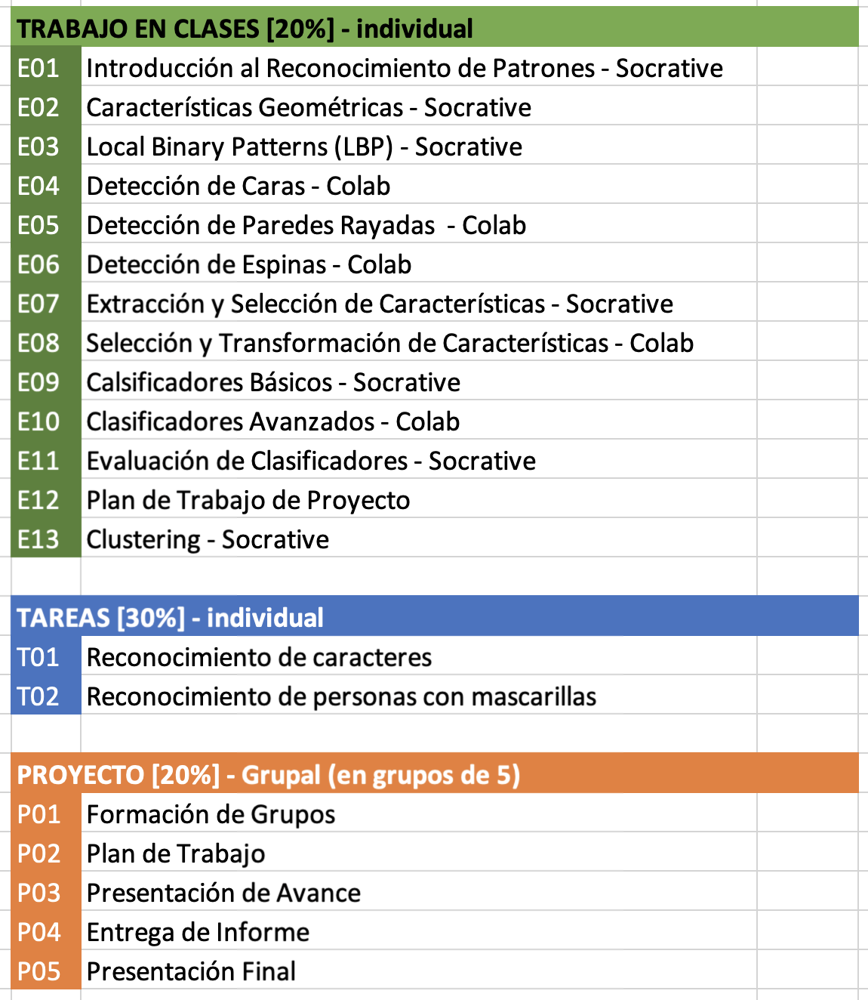 TRABAJO EN CLASES [20%] - individual
E01 Introducción al Reconocimiento de Patrones - Socrative
E02 Características Geométricas - Socrative
E03 Local Binary Patterns (LBP) - Socrative
E04 Detección de Caras - Colab
E05 Detección de Paredes Rayadas - Colab
E06 Detección de Espinas - Colab
E07 Extracción y Selección de Características - Socrative
E08 Selección y Transformación de Características - Colab
E09 Calsificadores Básicos - Socrative
E10 Clasificadores Avanzados - Colab
E11 Evaluación de Clasificadores - Socrative
E12 Plan de Trabajo de Proyecto
E13 Clustering - Socrative
TAREAS [30%] - individual
T01 Reconocimiento de caracteres
T02 Reconocimiento de personas con mascarillas
PROYECTO [20%] - Grupal (en grupos de 5)
P01 Formación de Grupos
P02 Plan de Trabajo
P03 Presentación de Avance
P04 Entrega de Informe
P05 Presentación Final